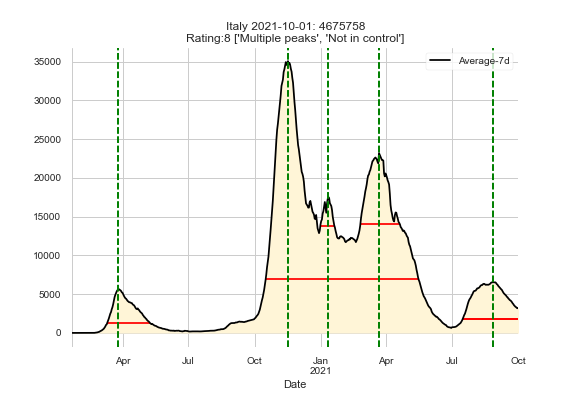 Italy 2021-10-01: 4675758
Rating:8 ['Multiple peaks', 'Not in control']
Average-7d
35000
30000
25000
20000
15000
10000
5000
0
Apr Jul Oct Jan Apr Jul Oct
2021
Date